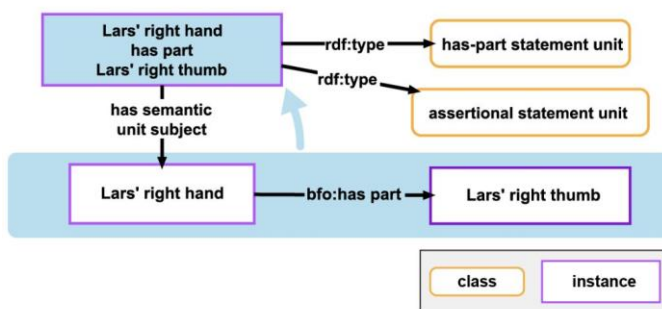 Lars' right hand
has part
Lars' right thumb
rdf:type
has-part statement unit
rdf:type
assertional statement unit
has semantic
unit subject
Lars' right hand
bfo:has part
Lars' right thumb
class
instance